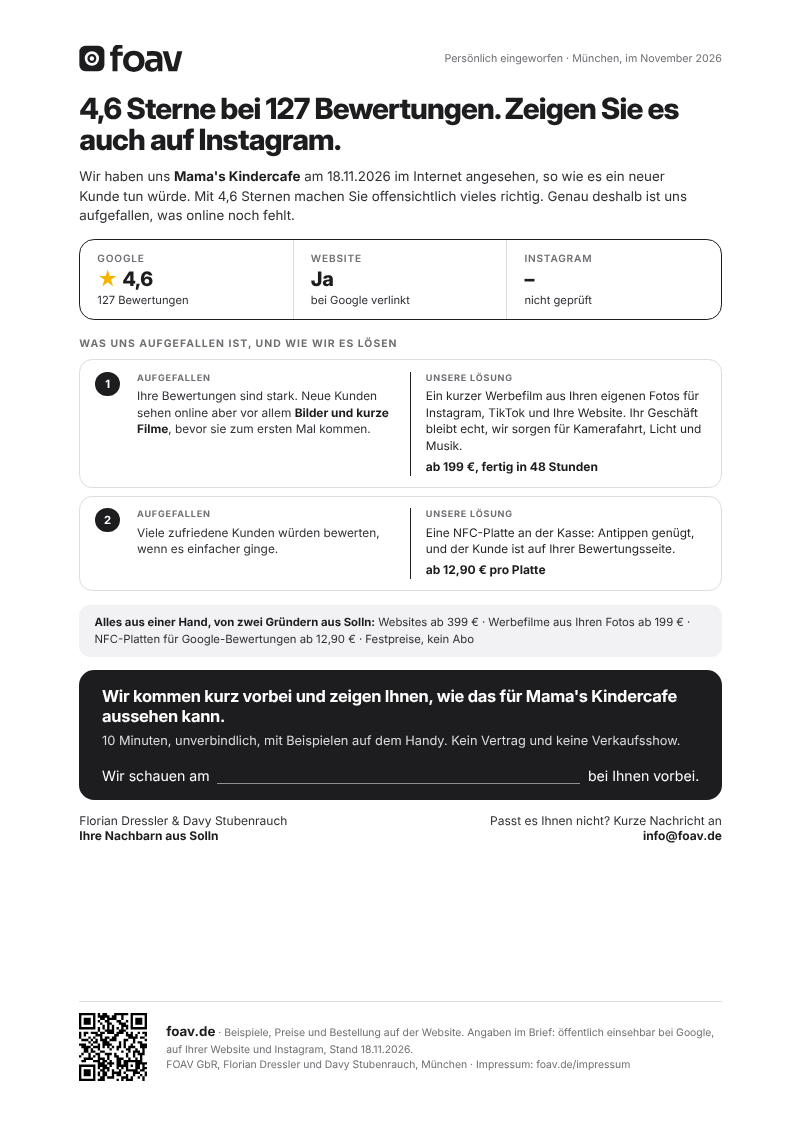 foav
Persönlich eingeworfen · München, im November 2026
4,6 Sterne bei 127 Bewertungen. Zeigen Sie es
auch auf Instagram.
Wir haben uns Mama's Kindercafe am 18.11.2026 im Internet angesehen, so wie es ein neuer
Kunde tun würde. Mit 4,6 Sternen machen Sie offensichtlich vieles richtig. Genau deshalb ist uns
aufgefallen, was online noch fehlt.
GOOGLE
★ 4,6
127 Bewertungen
WEBSITE
Ja
bei Google verlinkt
INSTAGRAM
–
nicht geprüft
WAS UNS AUFGEFALLEN IST, UND WIE WIR ES LÖSEN
1
AUFGEFALLEN
Ihre Bewertungen sind stark. Neue Kunden
sehen online aber vor allem Bilder und kurze
Filme, bevor sie zum ersten Mal kommen.
UNSERE LÖSUNG
Ein kurzer Werbefilm aus Ihren eigenen Fotos für
Instagram, TikTok und Ihre Website. Ihr Geschäft
bleibt echt, wir sorgen für Kamerafahrt, Licht und
Musik.
ab 199 €, fertig in 48 Stunden
2
AUFGEFALLEN
Viele zufriedene Kunden würden bewerten,
wenn es einfacher ginge.
UNSERE LÖSUNG
Eine NFC-Platte an der Kasse: Antippen genügt,
und der Kunde ist auf Ihrer Bewertungsseite.
ab 12,90 € pro Platte
Alles aus einer Hand, von zwei Gründern aus Solln: Websites ab 399 € · Werbefilme aus Ihren Fotos ab 199 € ·
NFC-Platten für Google-Bewertungen ab 12,90 € · Festpreise, kein Abo
Wir kommen kurz vorbei und zeigen Ihnen, wie das für Mama's Kindercafe
aussehen kann.
10 Minuten, unverbindlich, mit Beispielen auf dem Handy. Kein Vertrag und keine Verkaufsshow.
Wir schauen am bei Ihnen vorbei.
Florian Dressler & Davy Stubenrauch
Ihre Nachbarn aus Solln
Passt es Ihnen nicht? Kurze Nachricht an
info@foav.de
foav.de · Beispiele, Preise und Bestellung auf der Website. Angaben im Brief: öffentlich einsehbar bei Google,
auf Ihrer Website und Instagram, Stand 18.11.2026.
FOAV GbR, Florian Dressler und Davy Stubenrauch, München · Impressum: foav.de/impressum